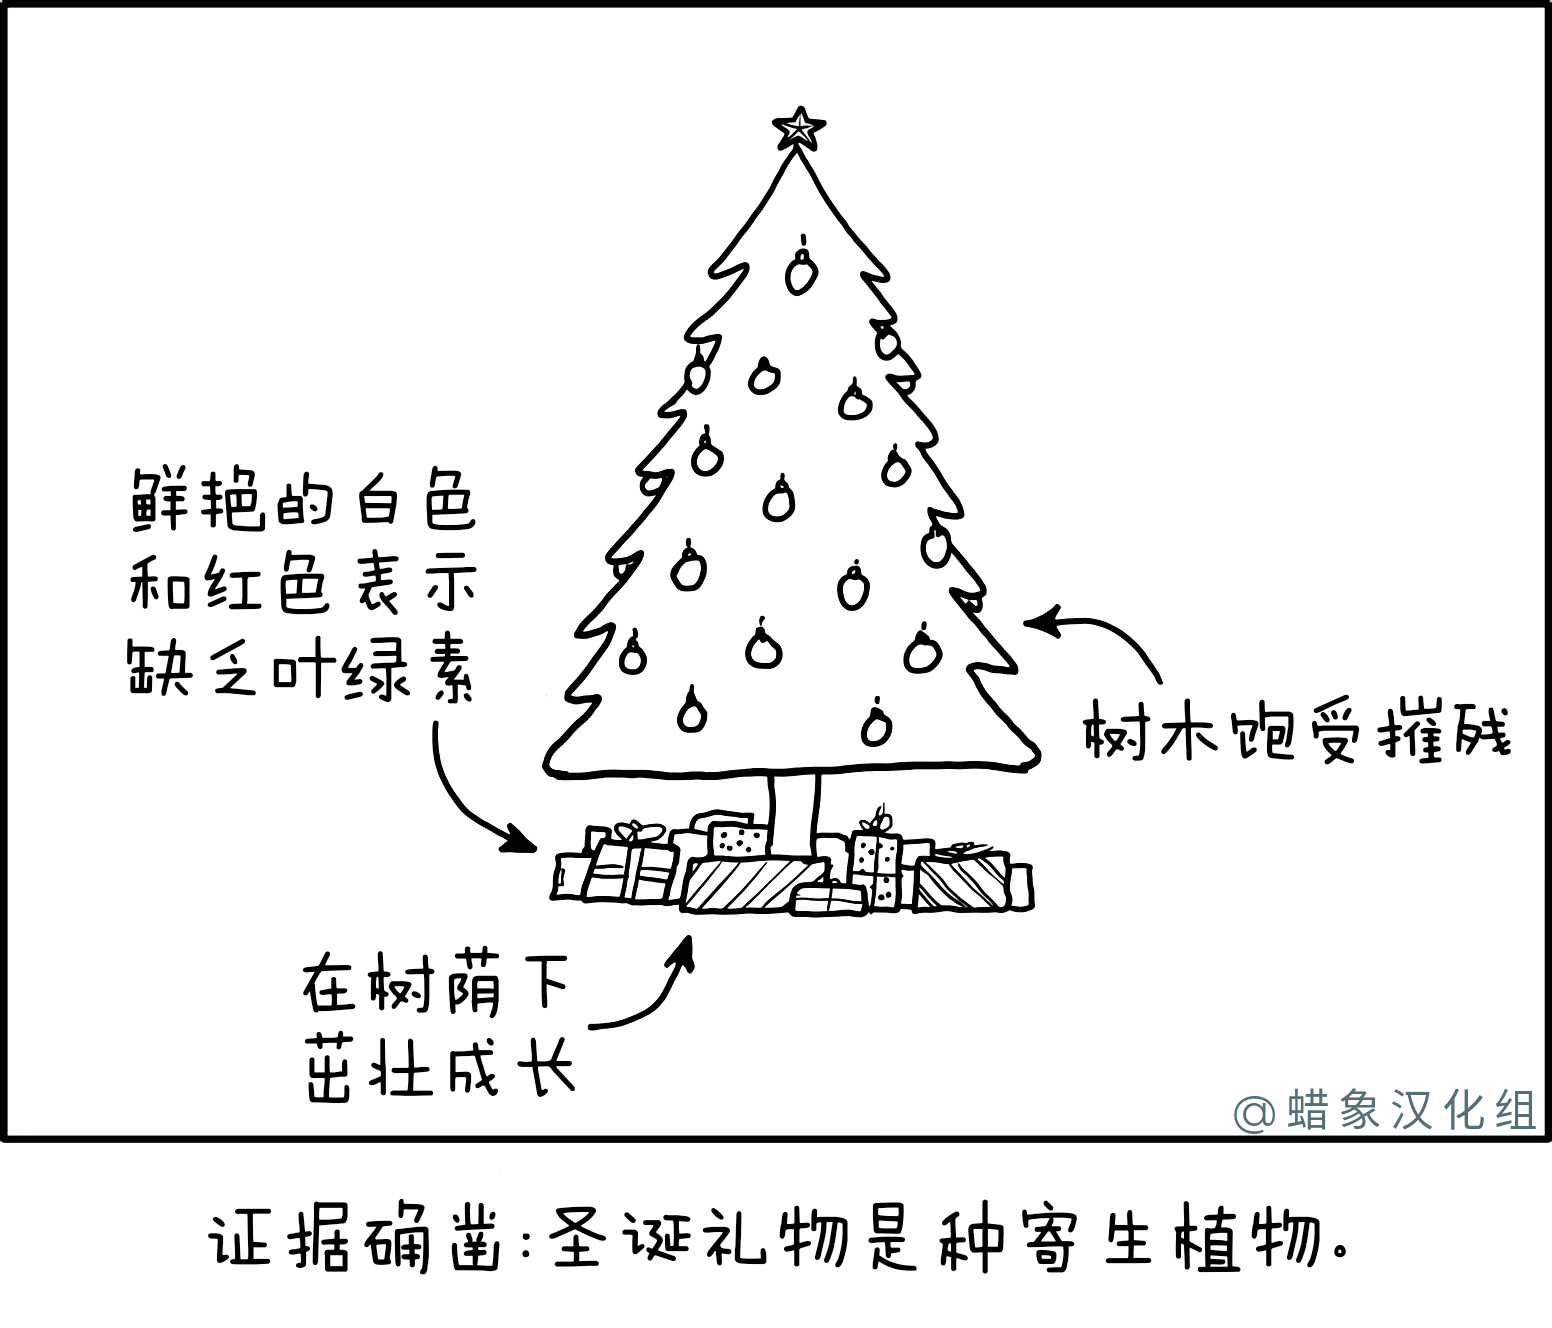 鲜艳的白色
和红色表示
缺乏叶绿素
树木饱受摧残
在树荫下
茁壮成长
@蜡象汉化组
证据确凿:圣诞礼物是种寄生植物。